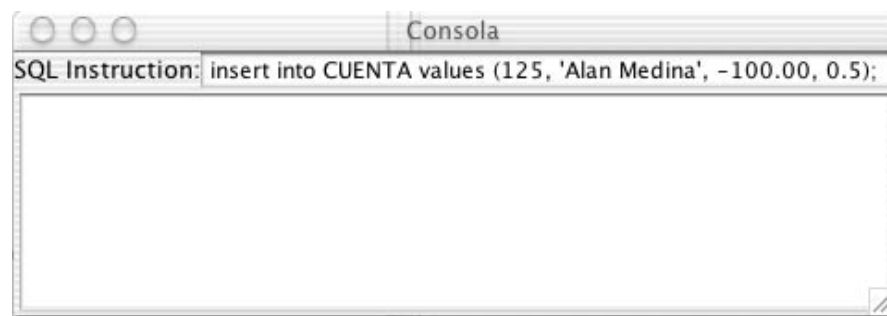 Consola
SQL Instruction: insert into CUENTA values (125, 'Alan Medina', -100.00, 0.5);